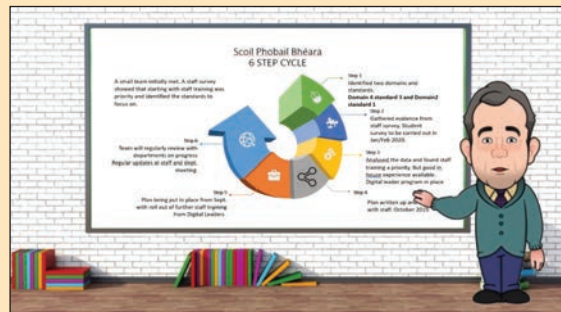 Scoil Phobail Bhéara
6 STEP CYCLE
A small team initially met. A staff survey
showed that starting with staff training was
priority and identified the standards to
focus on.
Step 1
Identified two domains and
standards.
Domain 4 standard 3 and Domain2
standard 1
Step 2
Gathered evidence from
staff survey. Student
survey to be carried out in
Jan/Feb 2020.
Step 3
Analysed the data and found staff
training a priority. But good in
house experience available.
Digital leader program in place
Step 4
Plan written up and
with staff: October 2019
Step 5
Plan being put in place from Sept.
with roll out of further staff training
from Digital Leaders
Step 6
Team will regularly review with
departments on progress
Regular updates at staff and dept.
meeting